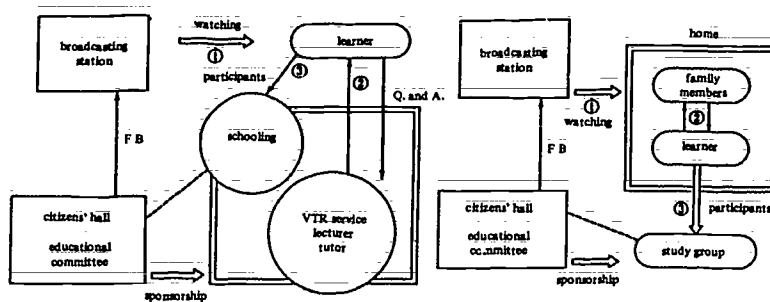 watching
①
broadcasting
station
learner
participants
③
②
Q. and A.
schooling
F B
citizens' hall
educational
committee
VTR service
lecturer
tutor
sponsorship
home
broadcasting
station
family
members
①
watching
②
learner
F B
③
participants
citizens' hall
educational
committee
study group
sponsorship